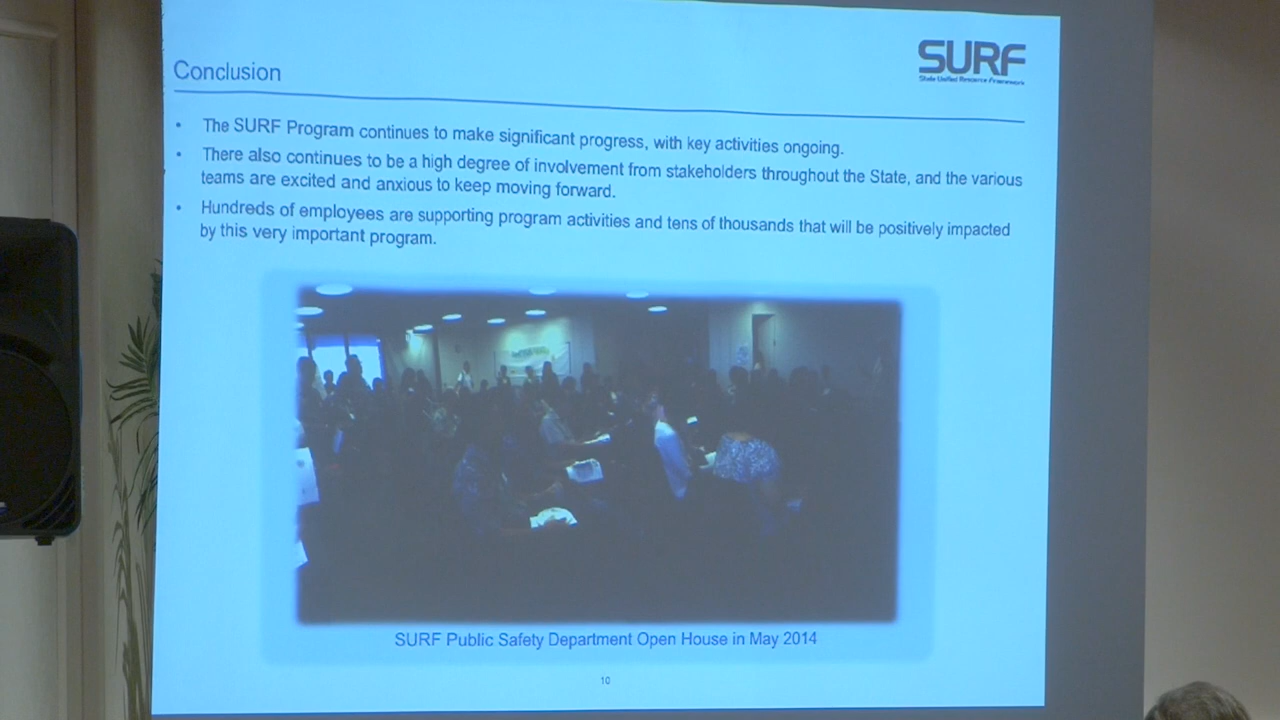 SURF
State Unified Resource Framework
Conclusion
• The SURF Program continues to make significant progress, with key activities ongoing.
• There also continues to be a high degree of involvement from stakeholders throughout the State, and the various
teams are excited and anxious to keep moving forward.
• Hundreds of employees are supporting program activities and tens of thousands that will be positively impacted
by this very important program.
SURF Public Safety Department Open House in May 2014
10